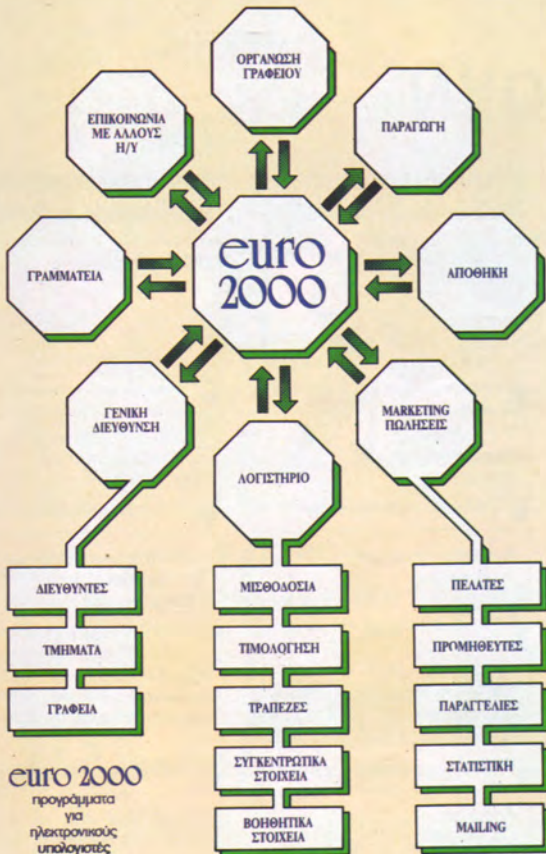 ΟΡΓΑΝΩΣΗ
ΓΡΑΦΕΙΟΥ
ΕΠΙΚΟΙΝΩΝΙΑ
ΜΕ ΑΛΛΟΥΣ
Η/Υ
ΠΑΡΑΓΩΓΗ
euro
2000
ΓΡΑΜΜΑΤΕΙΑ
ΑΠΟΘΗΚΗ
ΓΕΝΙΚΗ
ΔΙΕΥΘΥΝΣΗ
ΛΟΓΙΣΤΗΡΙΟ
MARKETING
ΠΩΛΗΣΕΙΣ
ΔΙΕΥΘΥΝΤΕΣ
ΤΜΗΜΑΤΑ
ΓΡΑΦΕΙΑ
ΜΙΣΘΟΔΟΣΙΑ
ΤΙΜΟΛΟΓΗΣΗ
ΤΡΑΠΕΖΕΣ
ΣΥΓΚΕΝΤΡΩΤΙΚΑ
ΣΤΟΙΧΕΙΑ
ΒΟΗΘΗΤΙΚΑ
ΣΤΟΙΧΕΙΑ
ΠΕΛΑΤΕΣ
ΠΡΟΜΗΘΕΥΤΕΣ
ΠΑΡΑΓΓΕΛΙΕΣ
ΣΤΑΤΙΣΤΙΚΗ
MAILING
euro 2000
προγράμματα
για
ηλεκτρονικούς
υπολογιστές